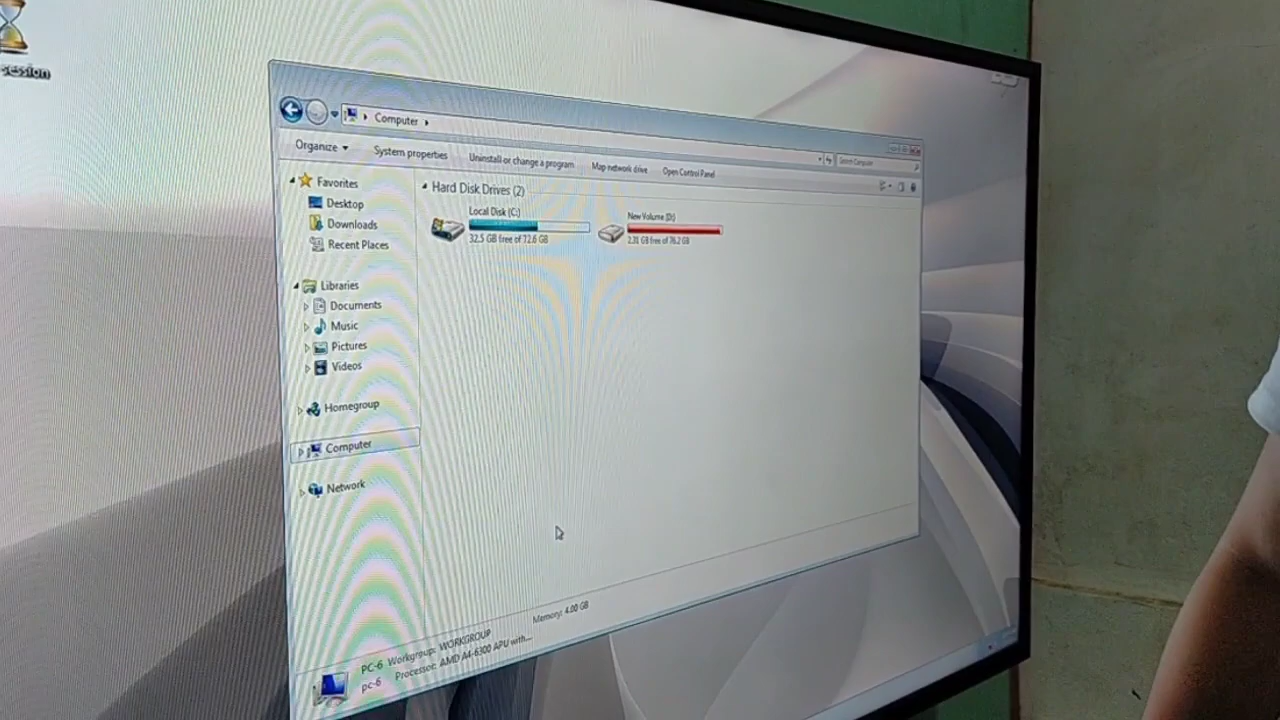 session
Computer
Search Computer
Organize
System properties
Uninstall or change a program
Map network drive
Open Control Panel
Favorites
Desktop
Downloads
Recent Places
Libraries
Documents
Music
Pictures
Videos
Homegroup
Computer
Network
Hard Disk Drives (2)
Local Disk (C:)
32.5 GB free of 72.6 GB
New Volume (D:)
2.31 GB free of 76.2 GB
PC-6 Workgroup: WORKGROUP
Memory: 4.00 GB
pc-6 Processor: AMD A4-6300 APU with...